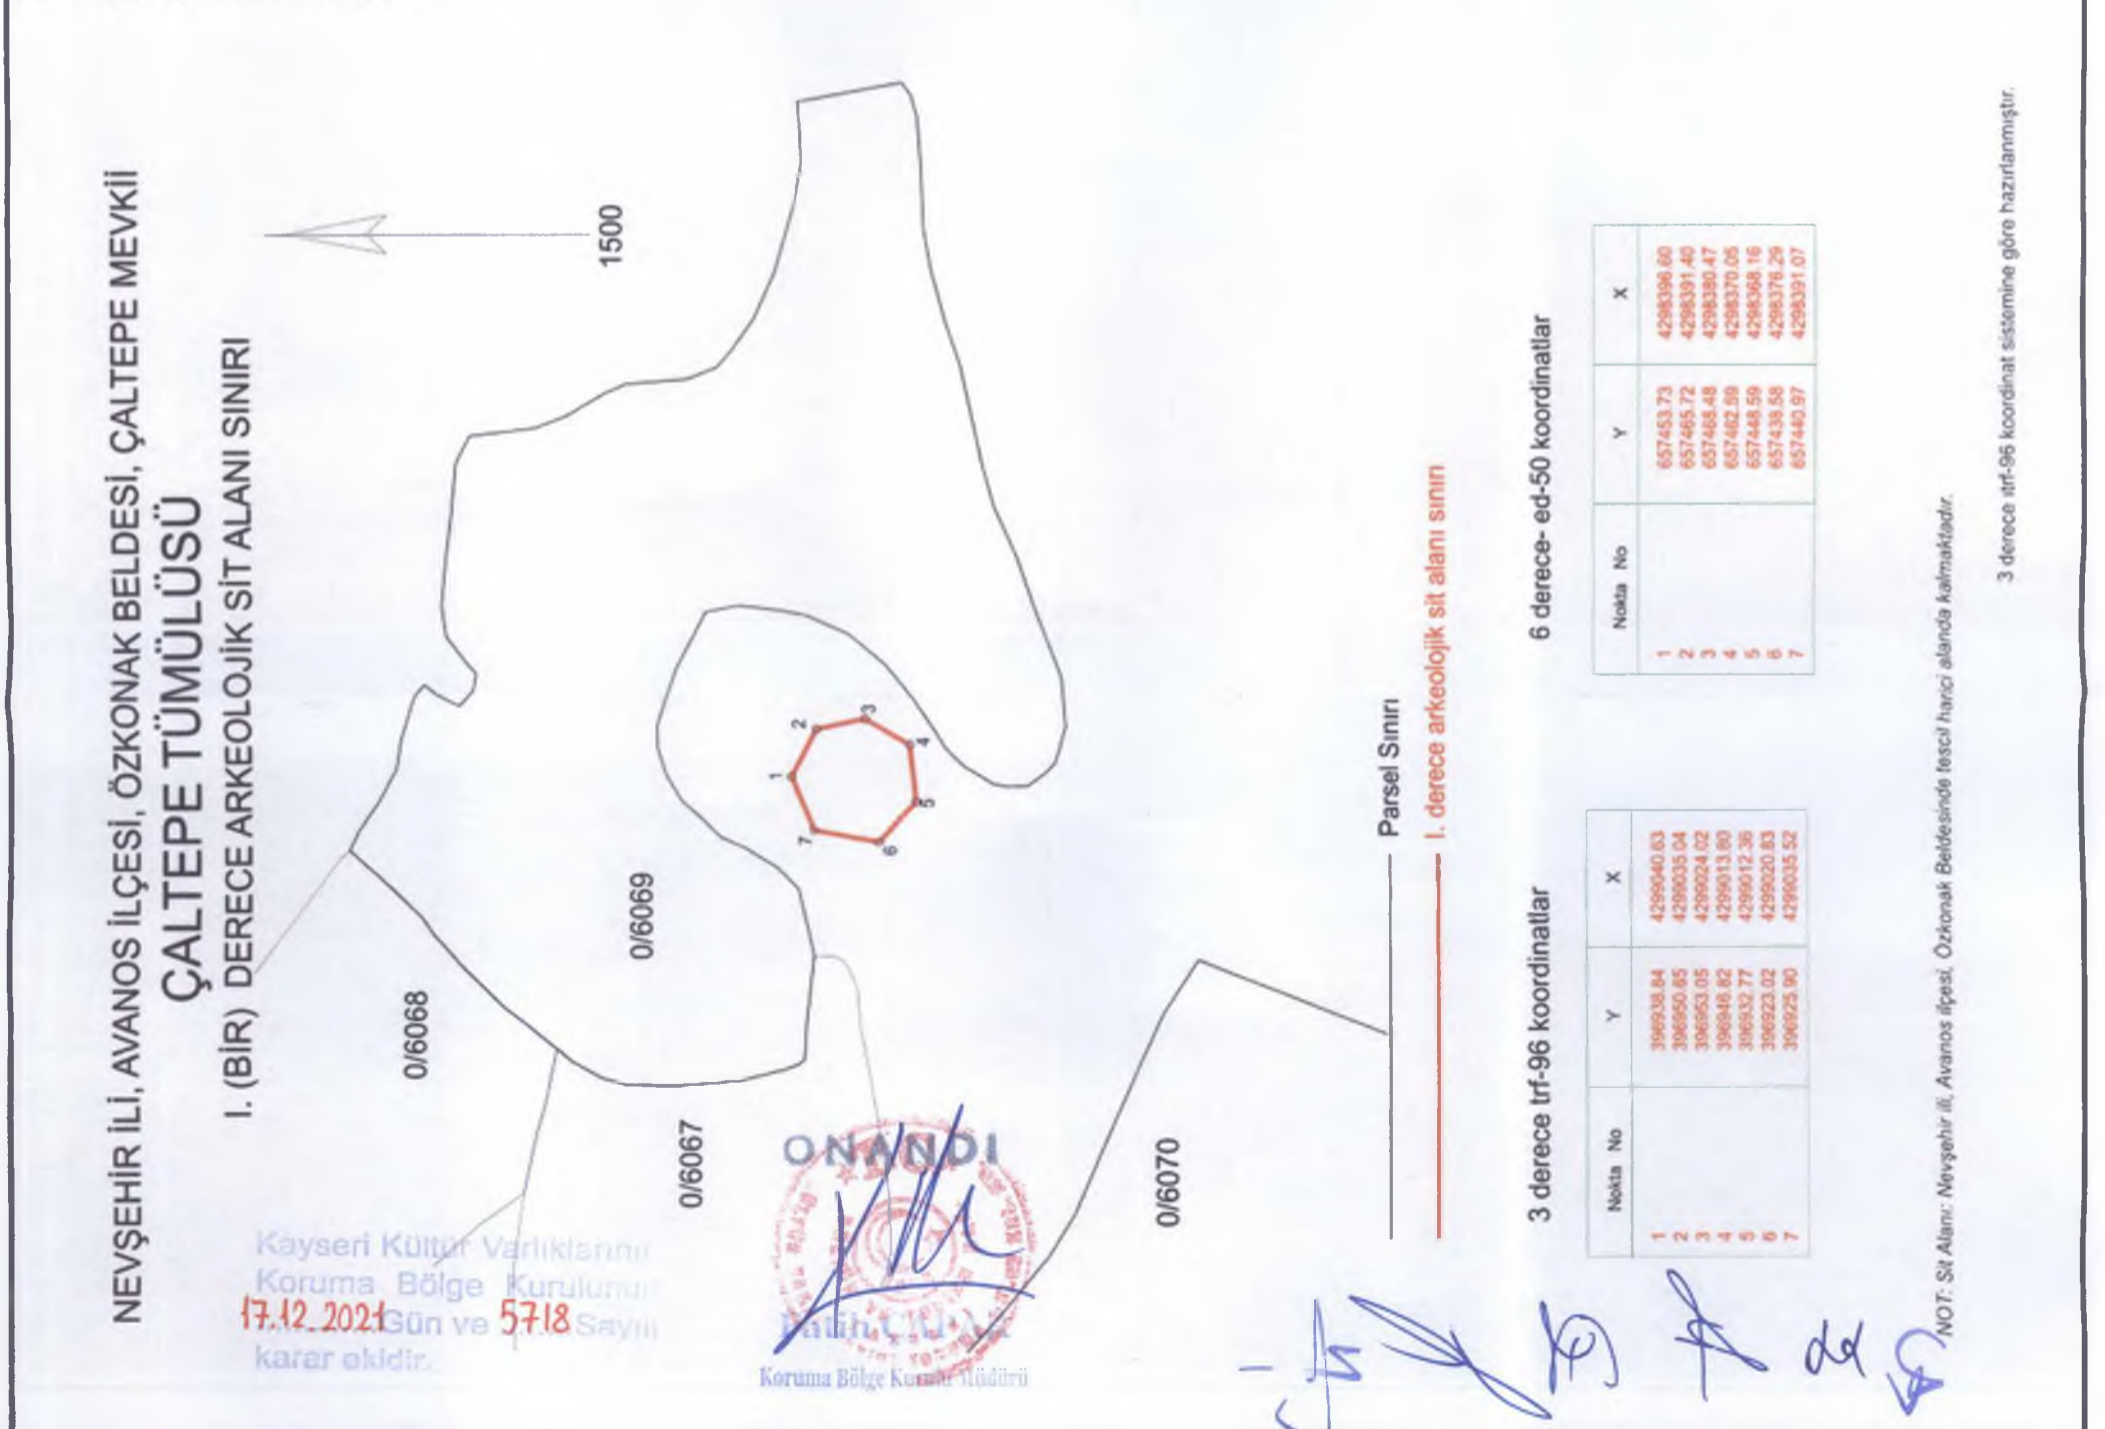 NEVŞEHİR İLİ, AVANOS İLÇESİ, ÖZKONAK BELDESİ, ÇALTEPE MEVKİİ
ÇALTEPE TÜMÜLÜSÜ
I. (BİR) DERECE ARKEOLOJİK SİT ALANI SINIRI
1500
0/6068
0/6069
0/6067
0/6070
1
2
3
4
5
6
7
Kayseri Kültür Varlıklarını
Koruma Bölge Kurulunun
17.12.2021 Gün ve 5718 Sayılı
karar ekidir.
ONANDI
Fatih
Koruma Bölge Kurulu Müdürü
Parsel Sınırı
I. derece arkeolojik sit alanı sınırı
3 derece trf-96 koordinatlar
Nokta No Y X
1 396938.84 4299040.63
2 396950.65 4299035.04
3 396953.05 4299024.02
4 396946.82 4299013.80
5 396932.77 4299012.36
6 396923.02 4299020.83
7 396925.90 4299035.52
6 derece- ed-50 koordinatlar
Nokta No Y X
1 657453.73 4298396.60
2 657465.72 4298391.40
3 657468.48 4298380.47
4 657462.59 4298370.05
5 657448.59 4298368.16
6 657438.58 4298376.29
7 657440.97 4298391.07
NOT: Sit Alanı: Nevşehir ili, Avanos ilçesi, Özkonak Beldesinde tescil harici alanda kalmaktadır.
3 derece ıtrf-96 koordinat sistemine göre hazırlanmıştır.